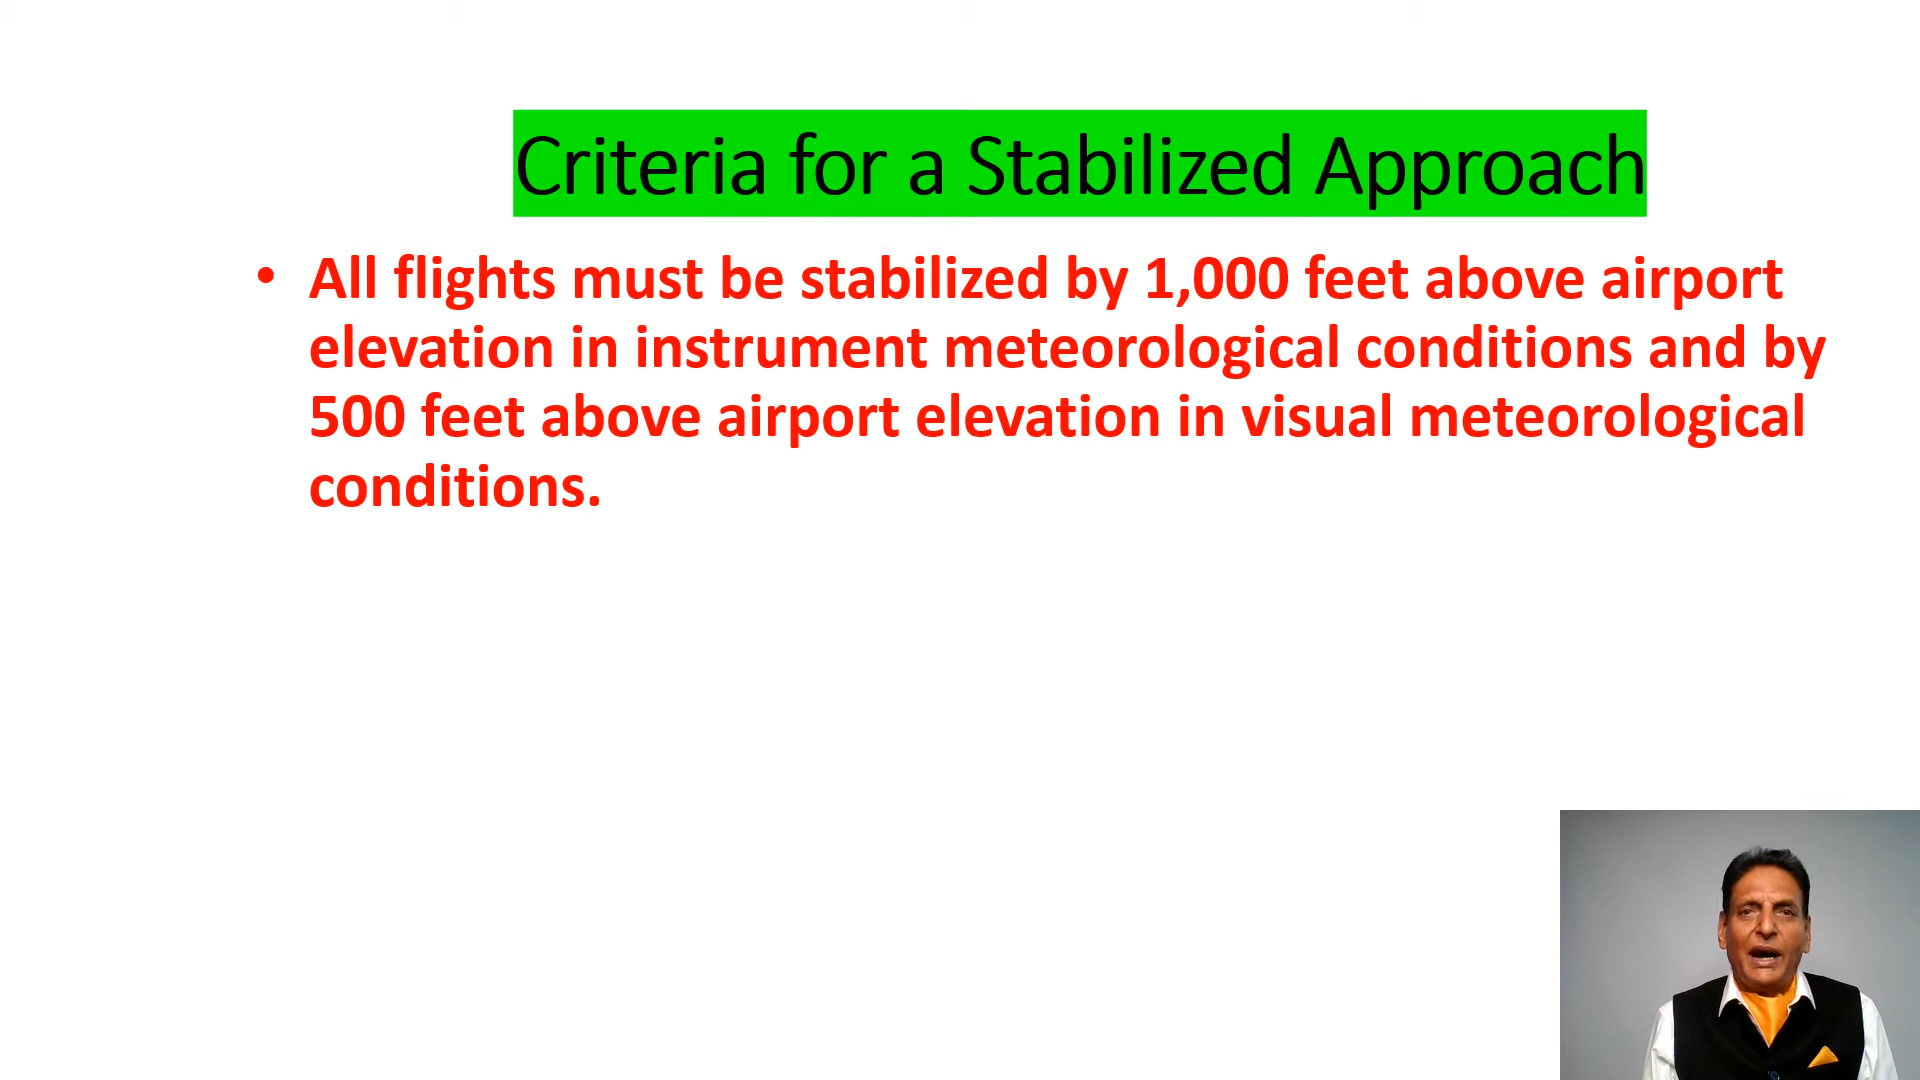 Criteria for a Stabilized Approach
• All flights must be stabilized by 1,000 feet above airport
elevation in instrument meteorological conditions and by
500 feet above airport elevation in visual meteorological
conditions.